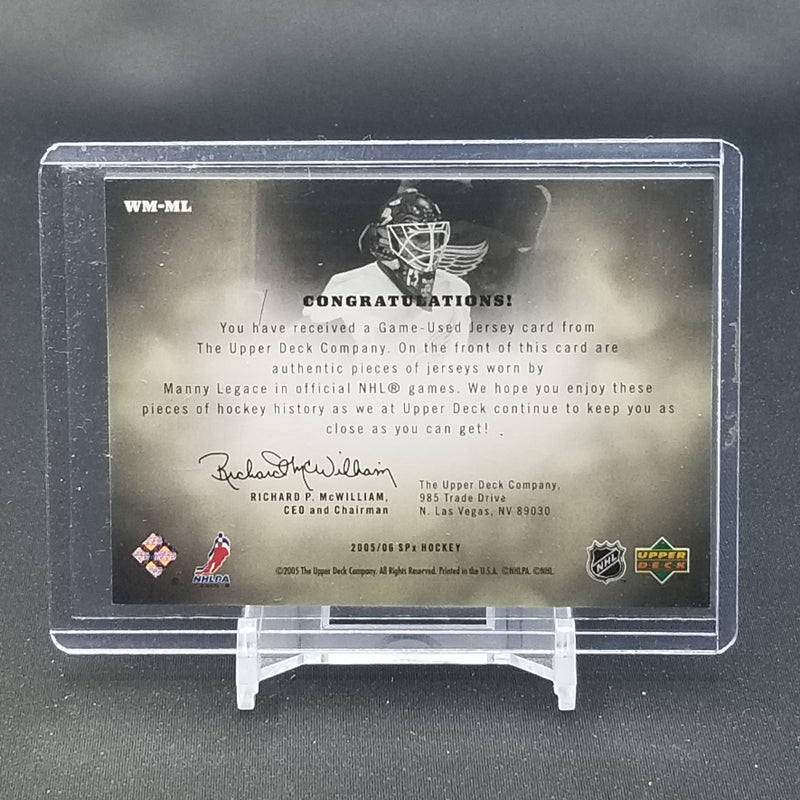 WM-ML
CONGRATULATIONS!
You have received a Game-Used Jersey card from
The Upper Deck Company. On the front of this card are
authentic pieces of jerseys worn by
Manny Legace in official NHL® games. We hope you enjoy these
pieces of hockey history as we at Upper Deck continue to keep you as
close as you can get!
Richard McWilliam
RICHARD P. McWILLIAM,
CEO and Chairman
The Upper Deck Company,
985 Trade Drive
N. Las Vegas, NV 89030
2005/06 SPx HOCKEY
NHLPA
NHL
UPPER
DECK
©2005 The Upper Deck Company. All Rights Reserved. Printed in the U.S.A. ©NHLPA. ©NHL.